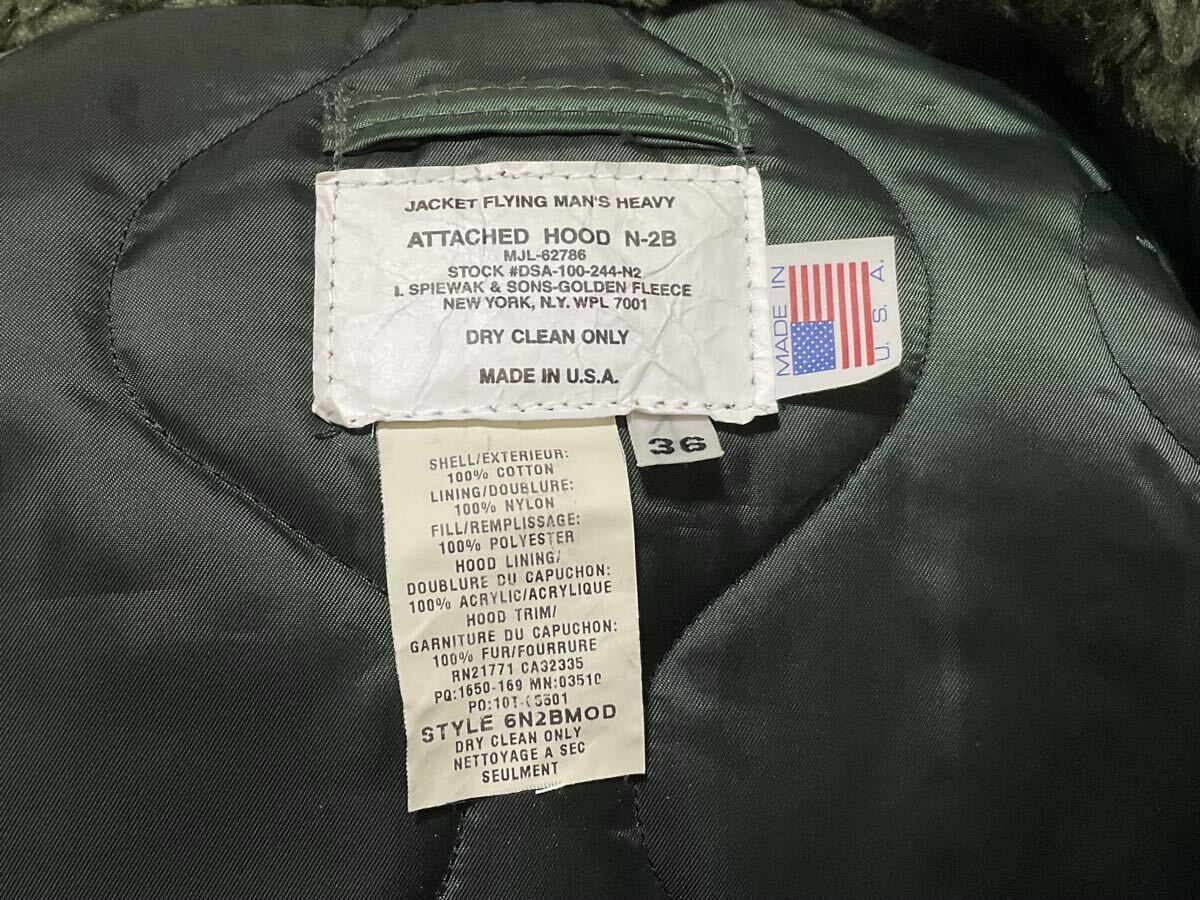 JACKET FLYING MAN'S HEAVY
ATTACHED HOOD N-2B
MJL-62786
STOCK #DSA-100-244-N2
I. SPIEWAK & SONS-GOLDEN FLEECE
NEW YORK, N.Y. WPL 7001
DRY CLEAN ONLY
MADE IN U.S.A.
MADE IN
U. S. A.
36
SHELL/EXTERIEUR:
100% COTTON
LINING/DOUBLURE:
100% NYLON
FILL/REMPLISSAGE:
100% POLYESTER
HOOD LINING/
DOUBLURE DU CAPUCHON:
100% ACRYLIC/ACRYLIQUE
HOOD TRIM/
GARNITURE DU CAPUCHON:
100% FUR/FOURRURE
RN21771 CA32335
PQ:1650-169 MN:03510
STYLE 6N2BMOD
DRY CLEAN ONLY
NETTOYAGE A SEC
SEULMENT